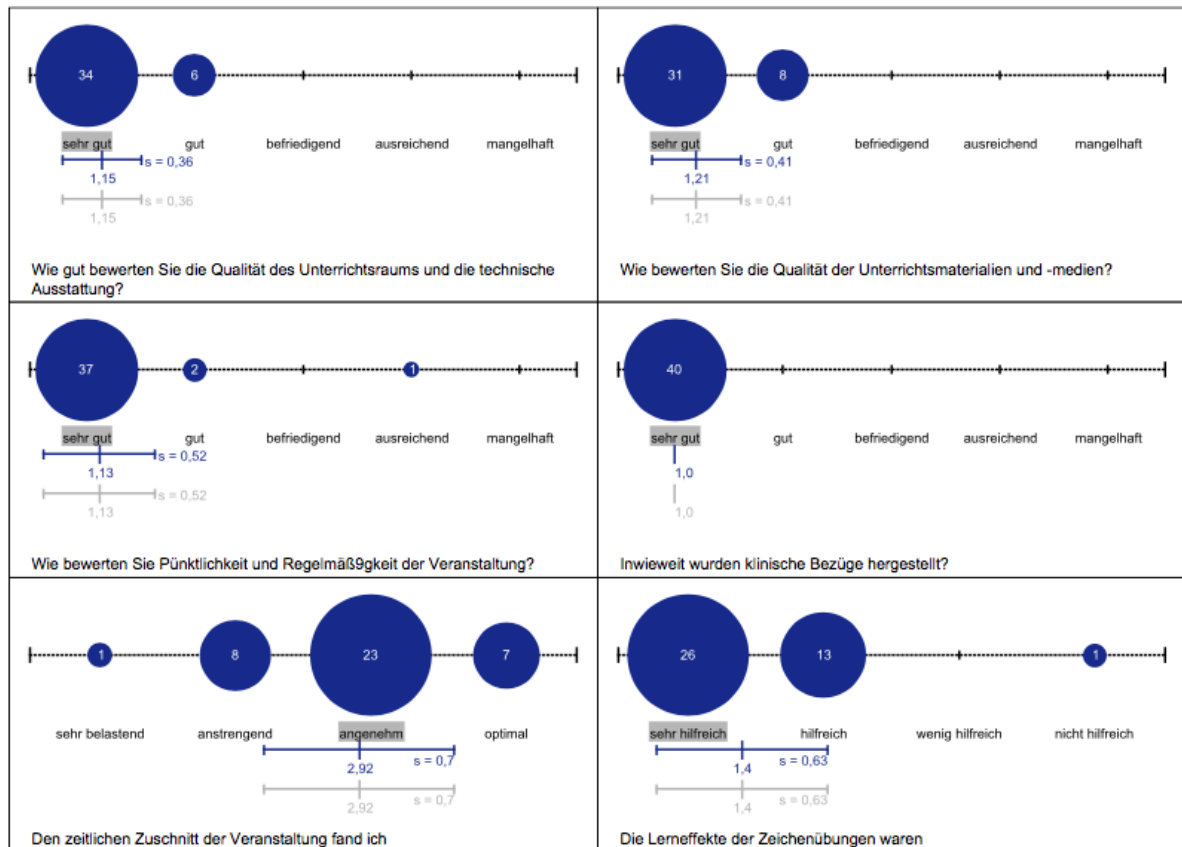 34
6
sehr gut
gut
befriedigend
ausreichend
mangelhaft
s = 0,36
1,15
s = 0,36
1,15
Wie gut bewerten Sie die Qualität des Unterrichtsraums und die technische
Ausstattung?
31
8
sehr gut
gut
befriedigend
ausreichend
mangelhaft
s = 0,41
1,21
s = 0,41
1,21
Wie bewerten Sie die Qualität der Unterrichtsmaterialien und -medien?
37
2
1
sehr gut
gut
befriedigend
ausreichend
mangelhaft
s = 0,52
1,13
s = 0,52
1,13
Wie bewerten Sie Pünktlichkeit und Regelmäß9gkeit der Veranstaltung?
40
sehr gut
gut
befriedigend
ausreichend
mangelhaft
1,0
1,0
Inwieweit wurden klinische Bezüge hergestellt?
1
8
23
7
sehr belastend
anstrengend
angenehm
optimal
s = 0,7
2,92
s = 0,7
2,92
Den zeitlichen Zuschnitt der Veranstaltung fand ich
26
13
1
sehr hilfreich
hilfreich
wenig hilfreich
nicht hilfreich
s = 0,63
1,4
s = 0,63
1,4
Die Lerneffekte der Zeichenübungen waren